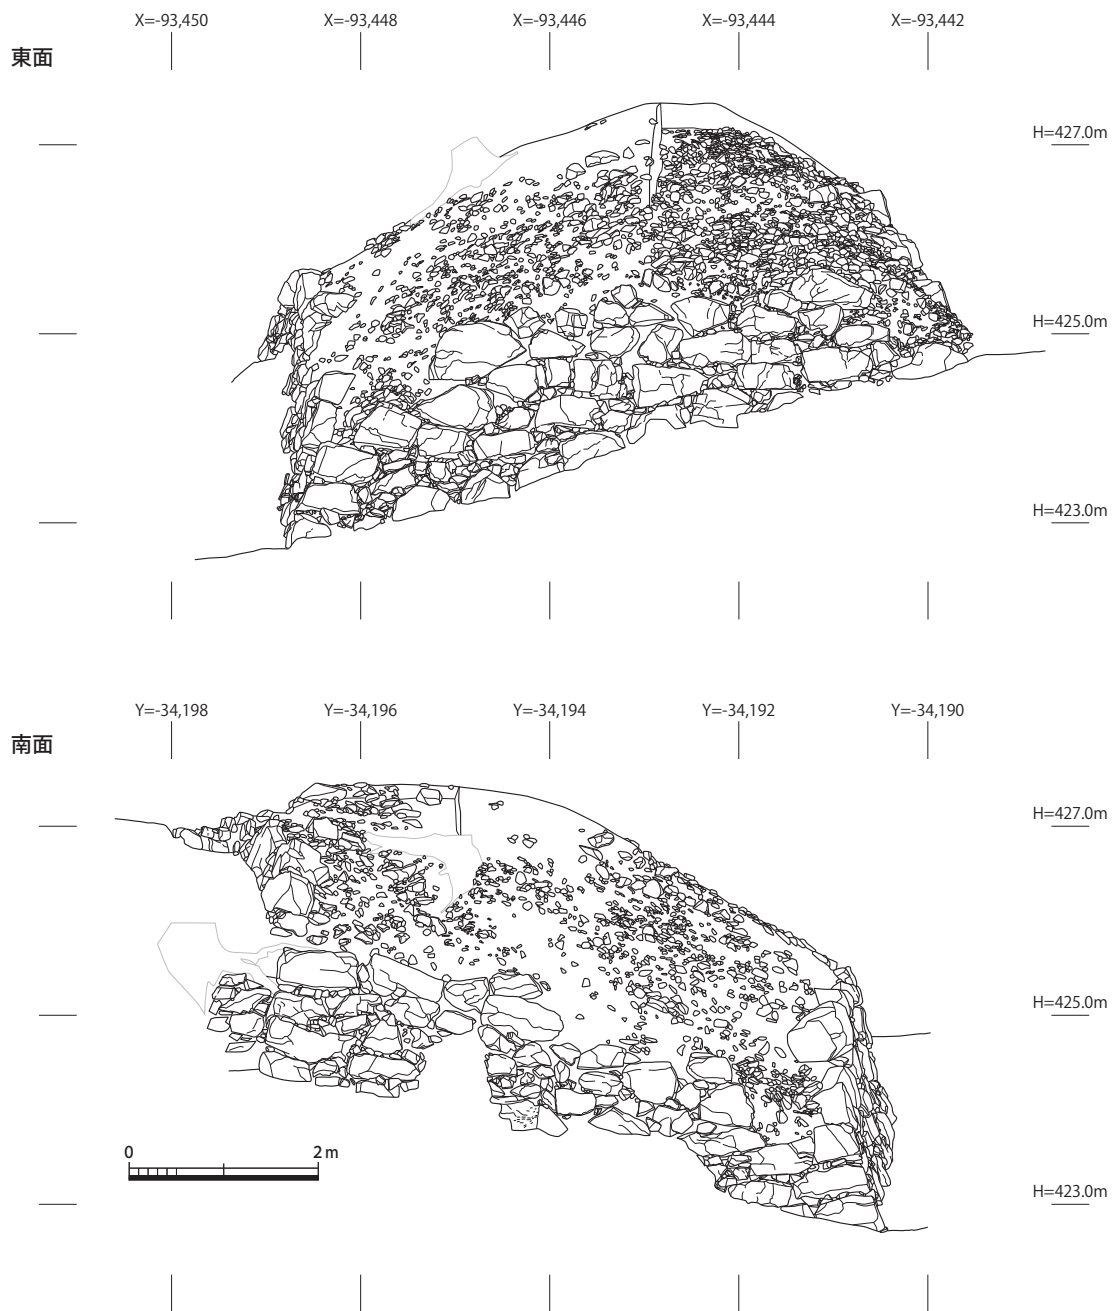 X=-93,450 X=-93,448 X=-93,446 X=-93,444 X=-93,442
東面
H=427.0m
H=425.0m
H=423.0m
Y=-34,198 Y=-34,196 Y=-34,194 Y=-34,192 Y=-34,190
南面
H=427.0m
H=425.0m
0 2m
H=423.0m